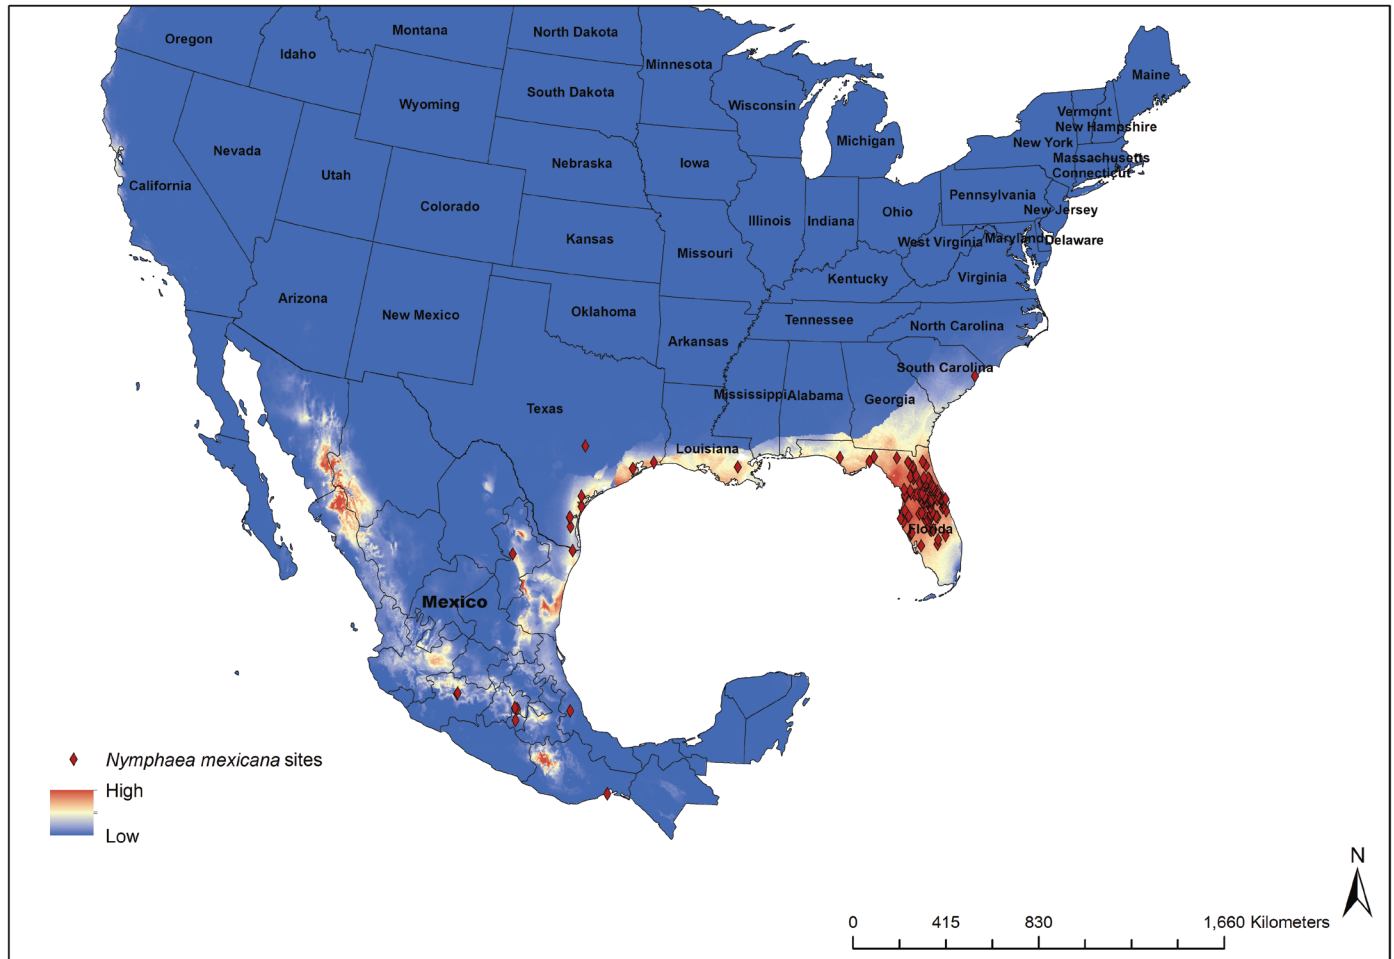 Oregon
Idaho
Montana
North Dakota
Minnesota
Maine
South Dakota
Wisconsin
Wyoming
Vermont
New Hampshire
Michigan
New York
Nevada
Massachusetts
Nebraska
Iowa
Connecticut
Utah
California
Pennsylvania
Colorado
New Jersey
Ohio
Illinois
Indiana
Kansas
West Virginia
Maryland
Delaware
Missouri
Virginia
Kentucky
Arizona
Oklahoma
New Mexico
Tennessee
North Carolina
Arkansas
South Carolina
Mississippi
Alabama
Georgia
Texas
Louisiana
Florida
Mexico
Nymphaea mexicana sites
High
Low
N
0 415 830 1,660 Kilometers